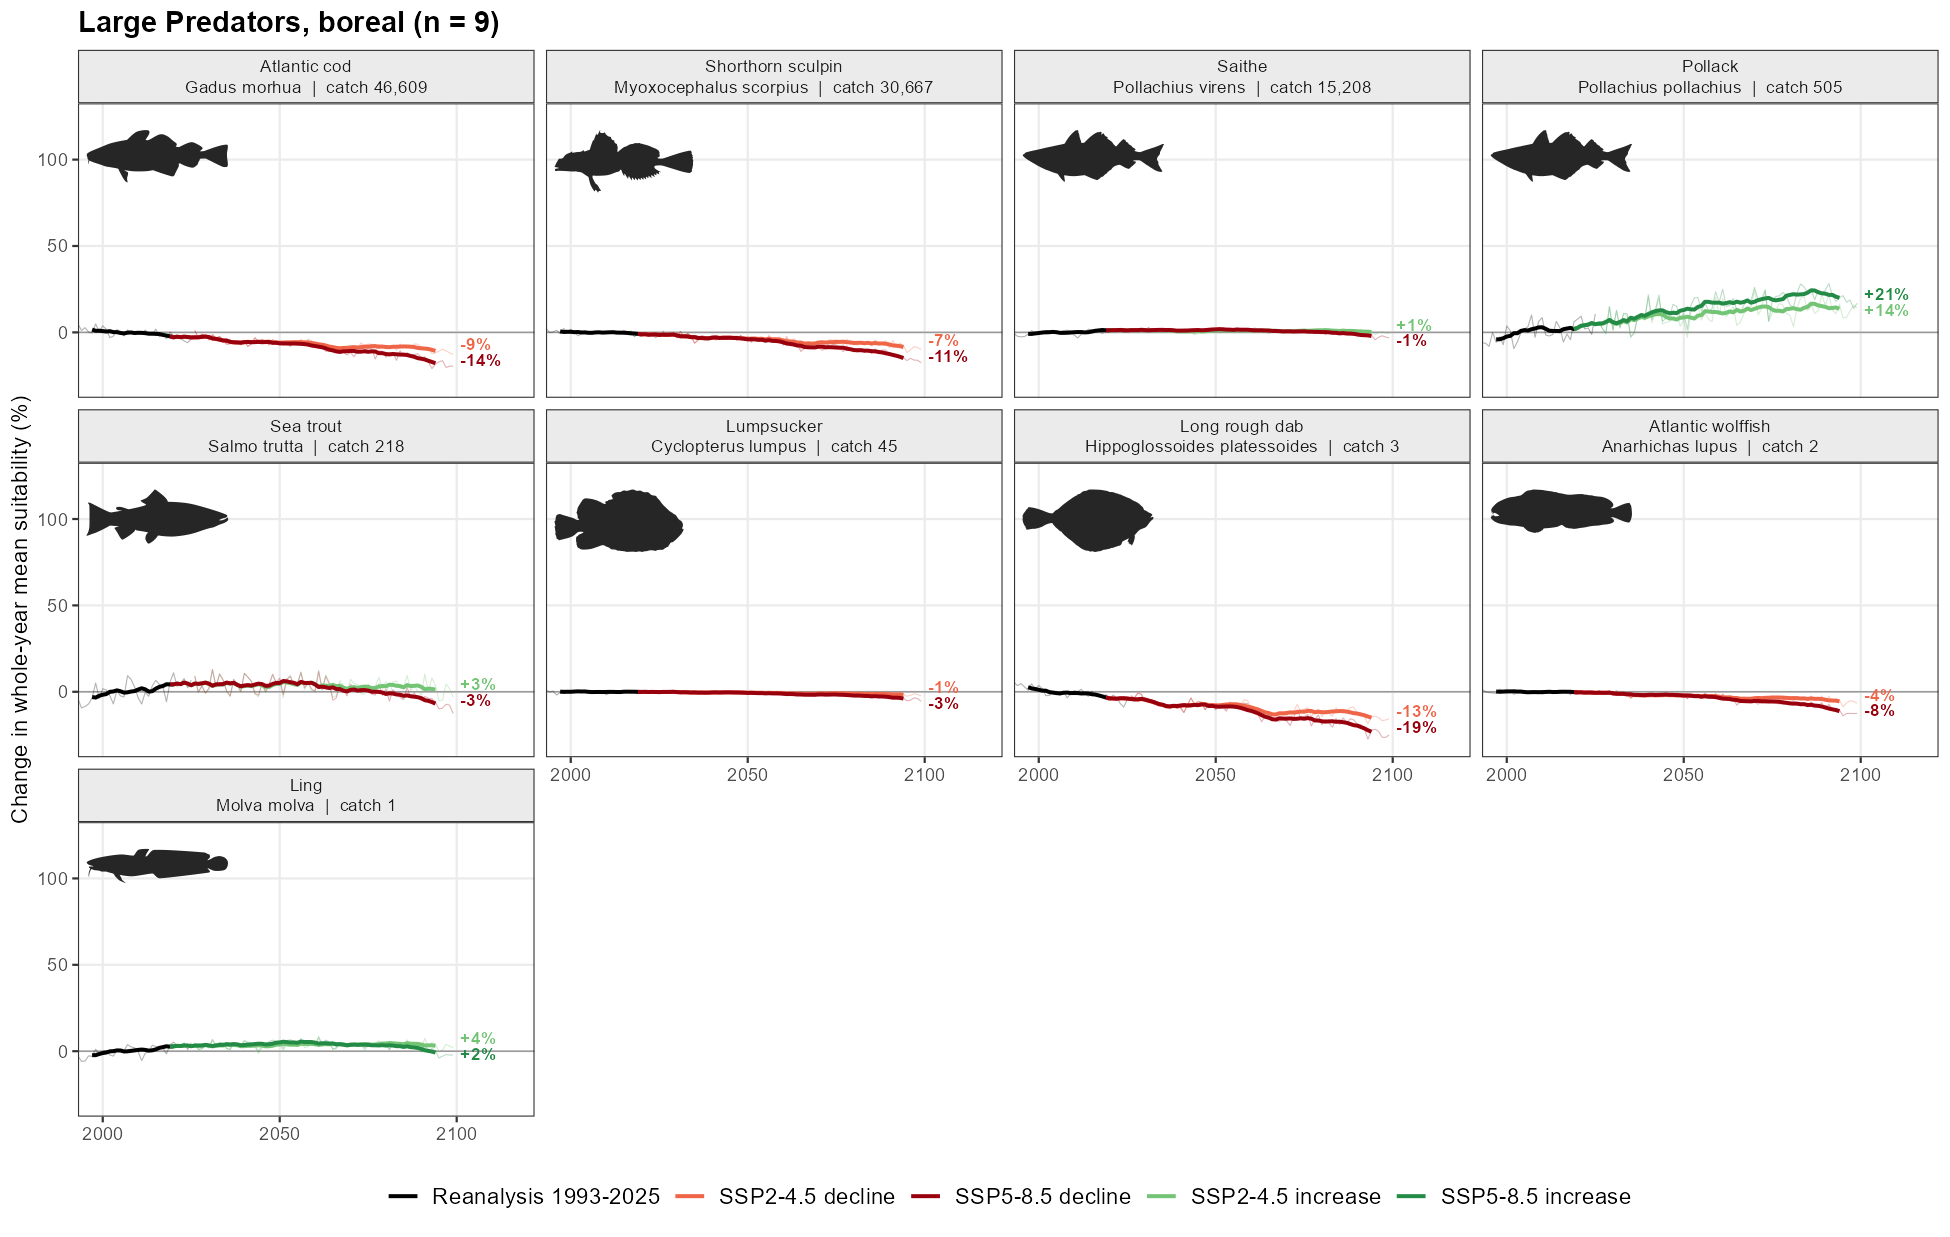 Large Predators, boreal (n = 9)
Atlantic cod
Gadus morhua | catch 46,609
Shorthorn sculpin
Myoxocephalus scorpius | catch 30,667
Saithe
Pollachius virens | catch 15,208
Pollack
Pollachius pollachius | catch 505
100
50
0
-9%
-14%
-7%
-11%
+1%
-1%
+21%
+14%
Sea trout
Salmo trutta | catch 218
Lumpsucker
Cyclopterus lumpus | catch 45
Long rough dab
Hippoglossoides platessoides | catch 3
Atlantic wolffish
Anarhichas lupus | catch 2
100
50
0
+3%
-3%
-1%
-3%
-13%
-19%
-4%
-8%
2000 2050 2100
2000 2050 2100
2000 2050 2100
Ling
Molva molva | catch 1
100
50
0
+4%
+2%
2000 2050 2100
Change in whole-year mean suitability (%)
Reanalysis 1993-2025 SSP2-4.5 decline SSP5-8.5 decline SSP2-4.5 increase SSP5-8.5 increase